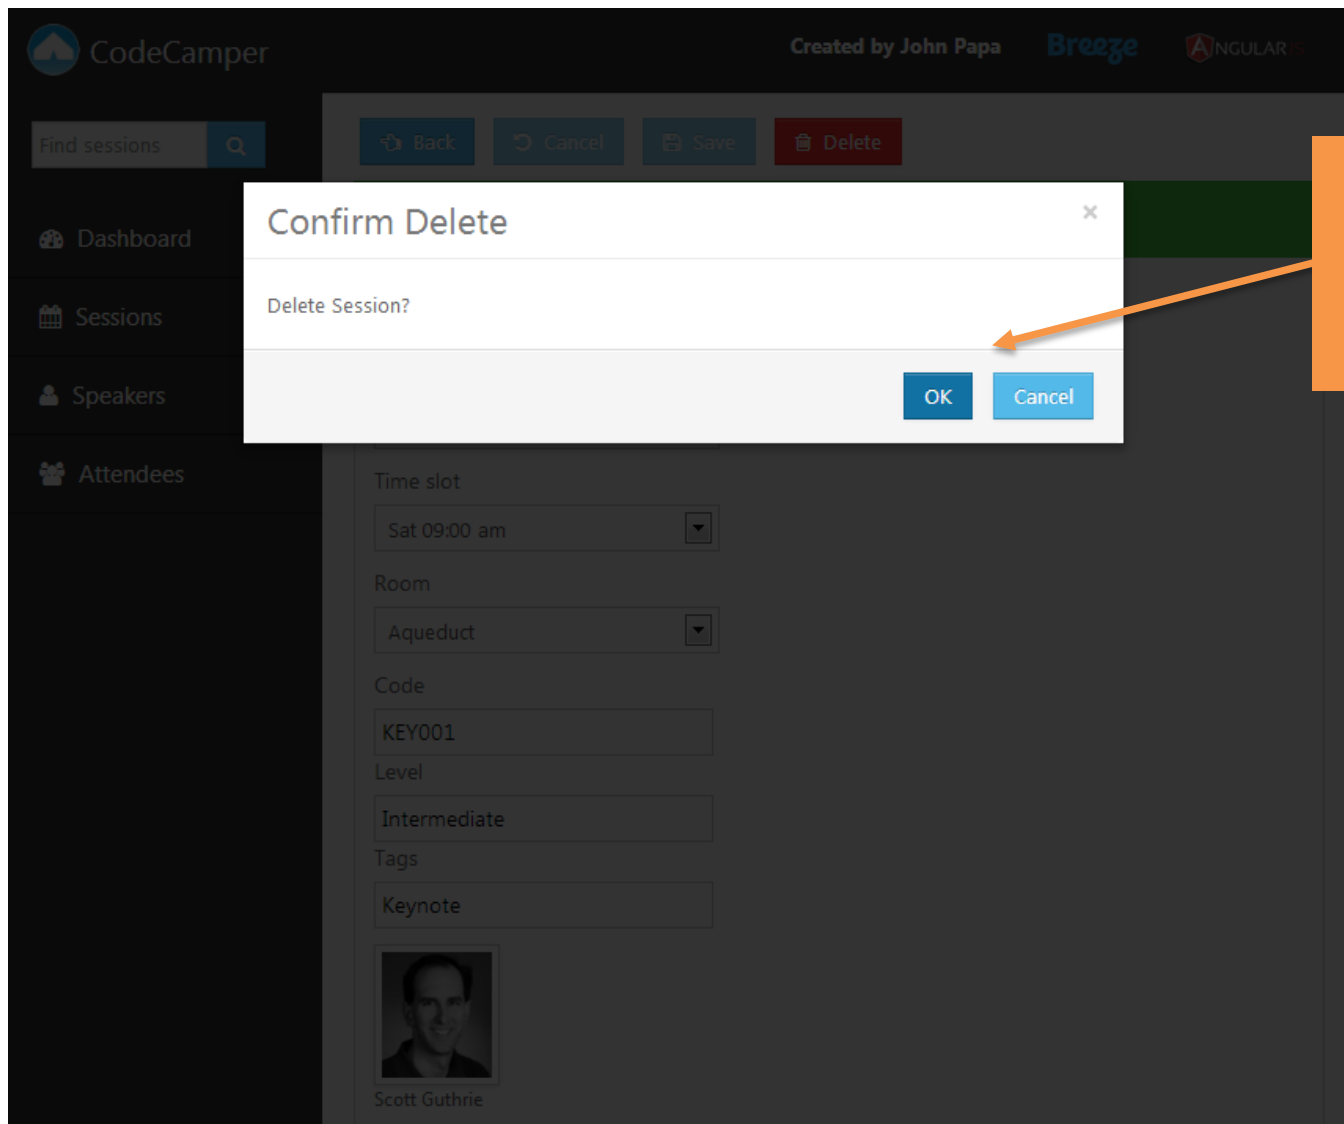 CodeCamper
Created by John Papa
Breeze
ANGULARJS
Find sessions
Back
Cancel
Save
Delete
Dashboard
Sessions
Speakers
Attendees
Confirm Delete
×
Delete Session?
OK
Cancel
Time slot
Sat 09:00 am
Room
Aqueduct
Code
KEY001
Level
Intermediate
Tags
Keynote
Scott Guthrie